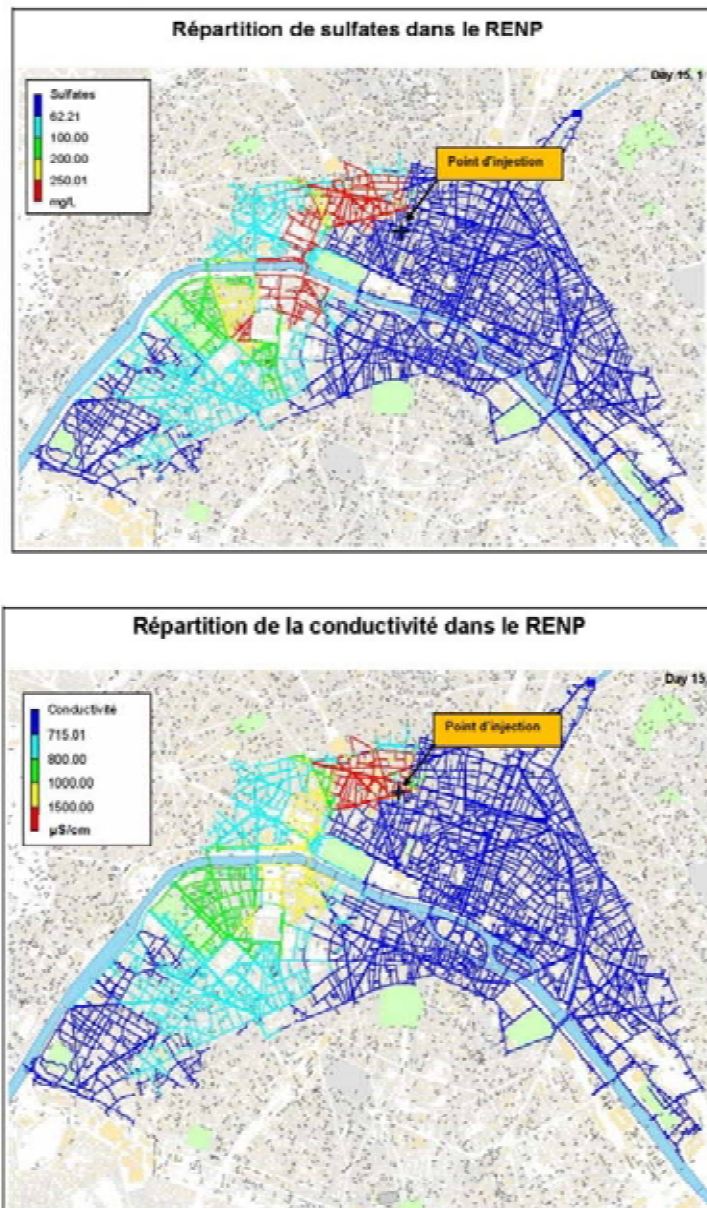 Répartition de sulfates dans le RENP
Day 15, 1
Sulfates
62.21
100.00
200.00
250.01
mg/L
Point d'injection
Répartition de la conductivité dans le RENP
Day 15,
Conductivité
715.01
800.00
1000.00
1500.00
µS/cm
Point d'injection